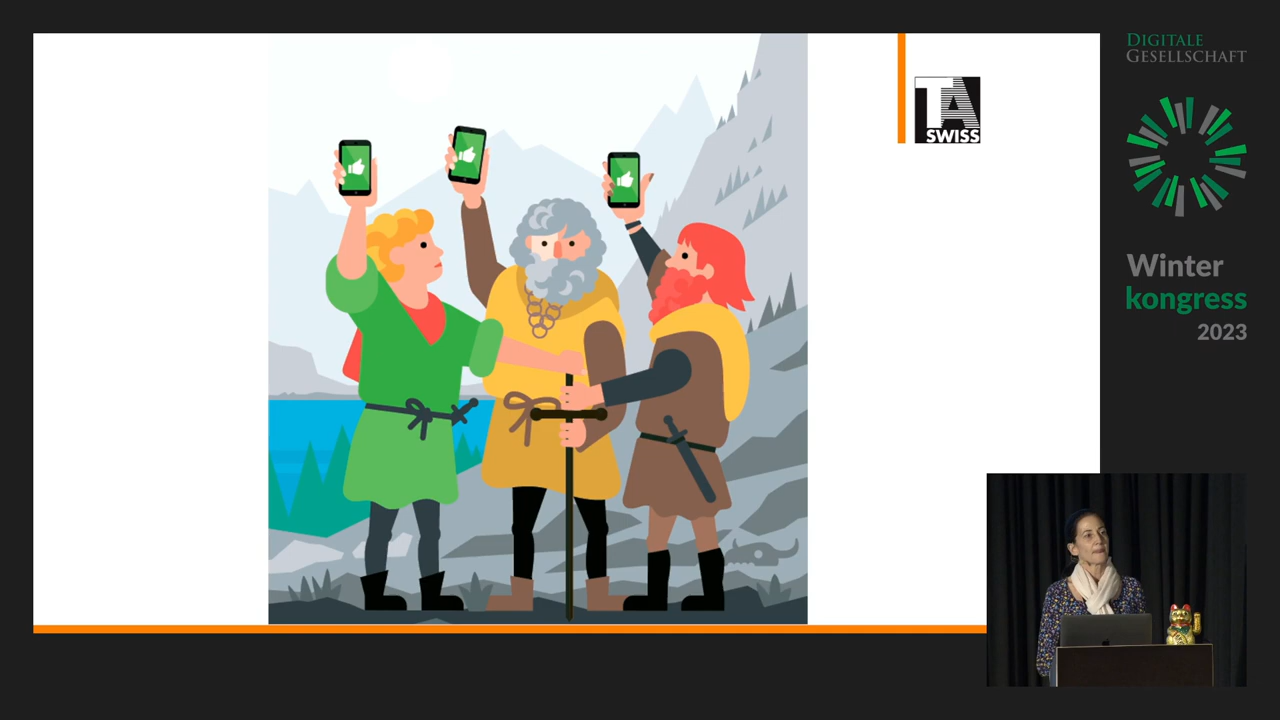 TA
SWISS
DIGITALE
GESELLSCHAFT
Winter
kongress
2023